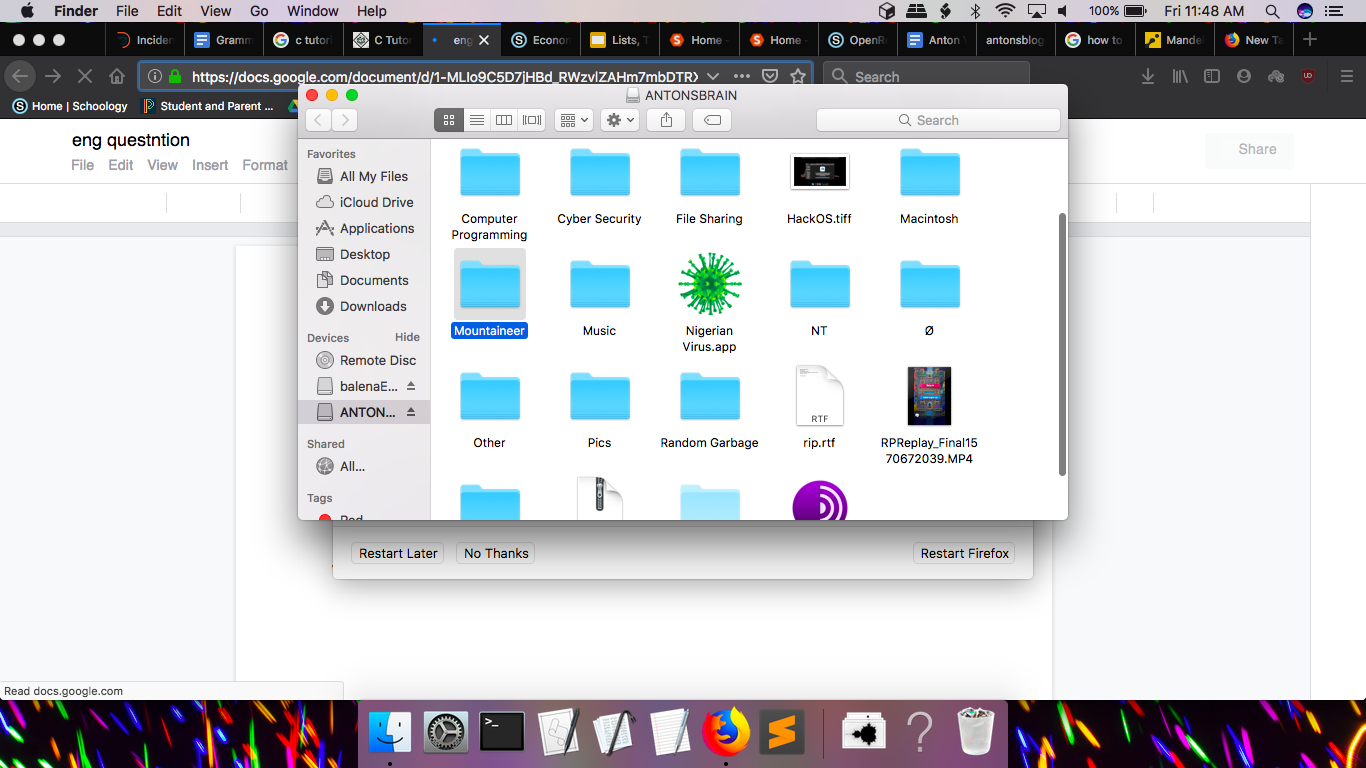 Finder File Edit View Go Window Help 100% Fri 11:48 AM
Inciden Gramm c tutori C Tutor eng Econon Lists, T Home - Home - OpenRe Anton antonsblog how to Mande New Ta
https://docs.google.com/document/d/1-MLIo9C5D7jHBd_RWzvlZAHm7mbDTRX Search
Home | Schoology Student and Parent ...
ANTONSBRAIN
Search
eng questntion
File Edit View Insert Format
Share
Favorites
All My Files
iCloud Drive
Applications
Desktop
Documents
Downloads
Devices Hide
Remote Disc
balenaE...
ANTON...
Shared
All...
Tags
Red
Computer Programming
Cyber Security
File Sharing
HackOS.tiff
Macintosh
Mountaineer
Music
Nigerian
Virus.app
NT
Ø
Other
Pics
Random Garbage
RTF
rip.rtf
RPReplay_Final15
70672039.MP4
Restart Later No Thanks Restart Firefox
Read docs.google.com